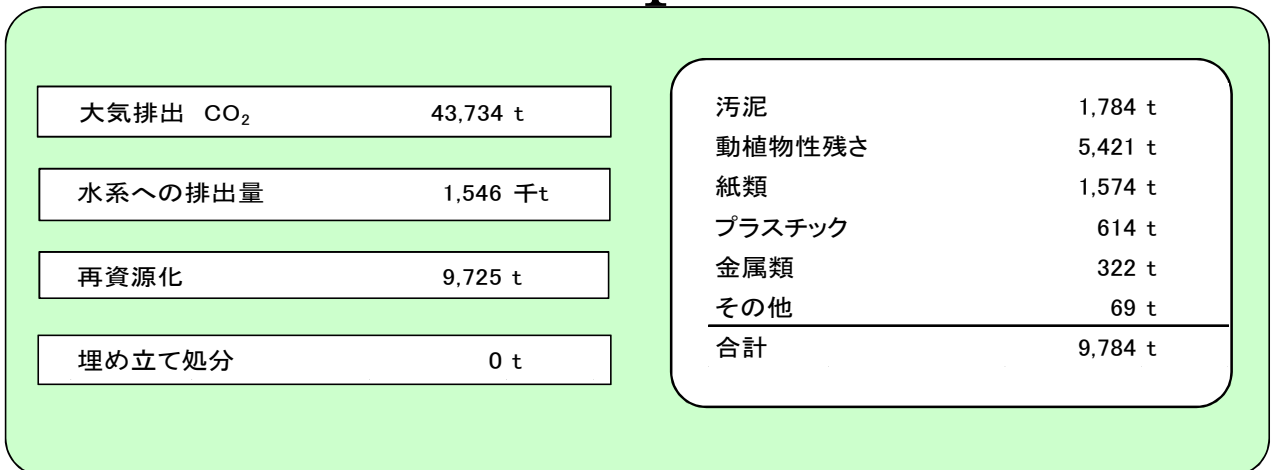 大気排出 CO₂ 43,734 t
水系への排出量 1,546 千t
再資源化 9,725 t
埋め立て処分 0 t
汚泥 1,784 t
動植物性残さ 5,421 t
紙類 1,574 t
プラスチック 614 t
金属類 322 t
その他 69 t
合計 9,784 t